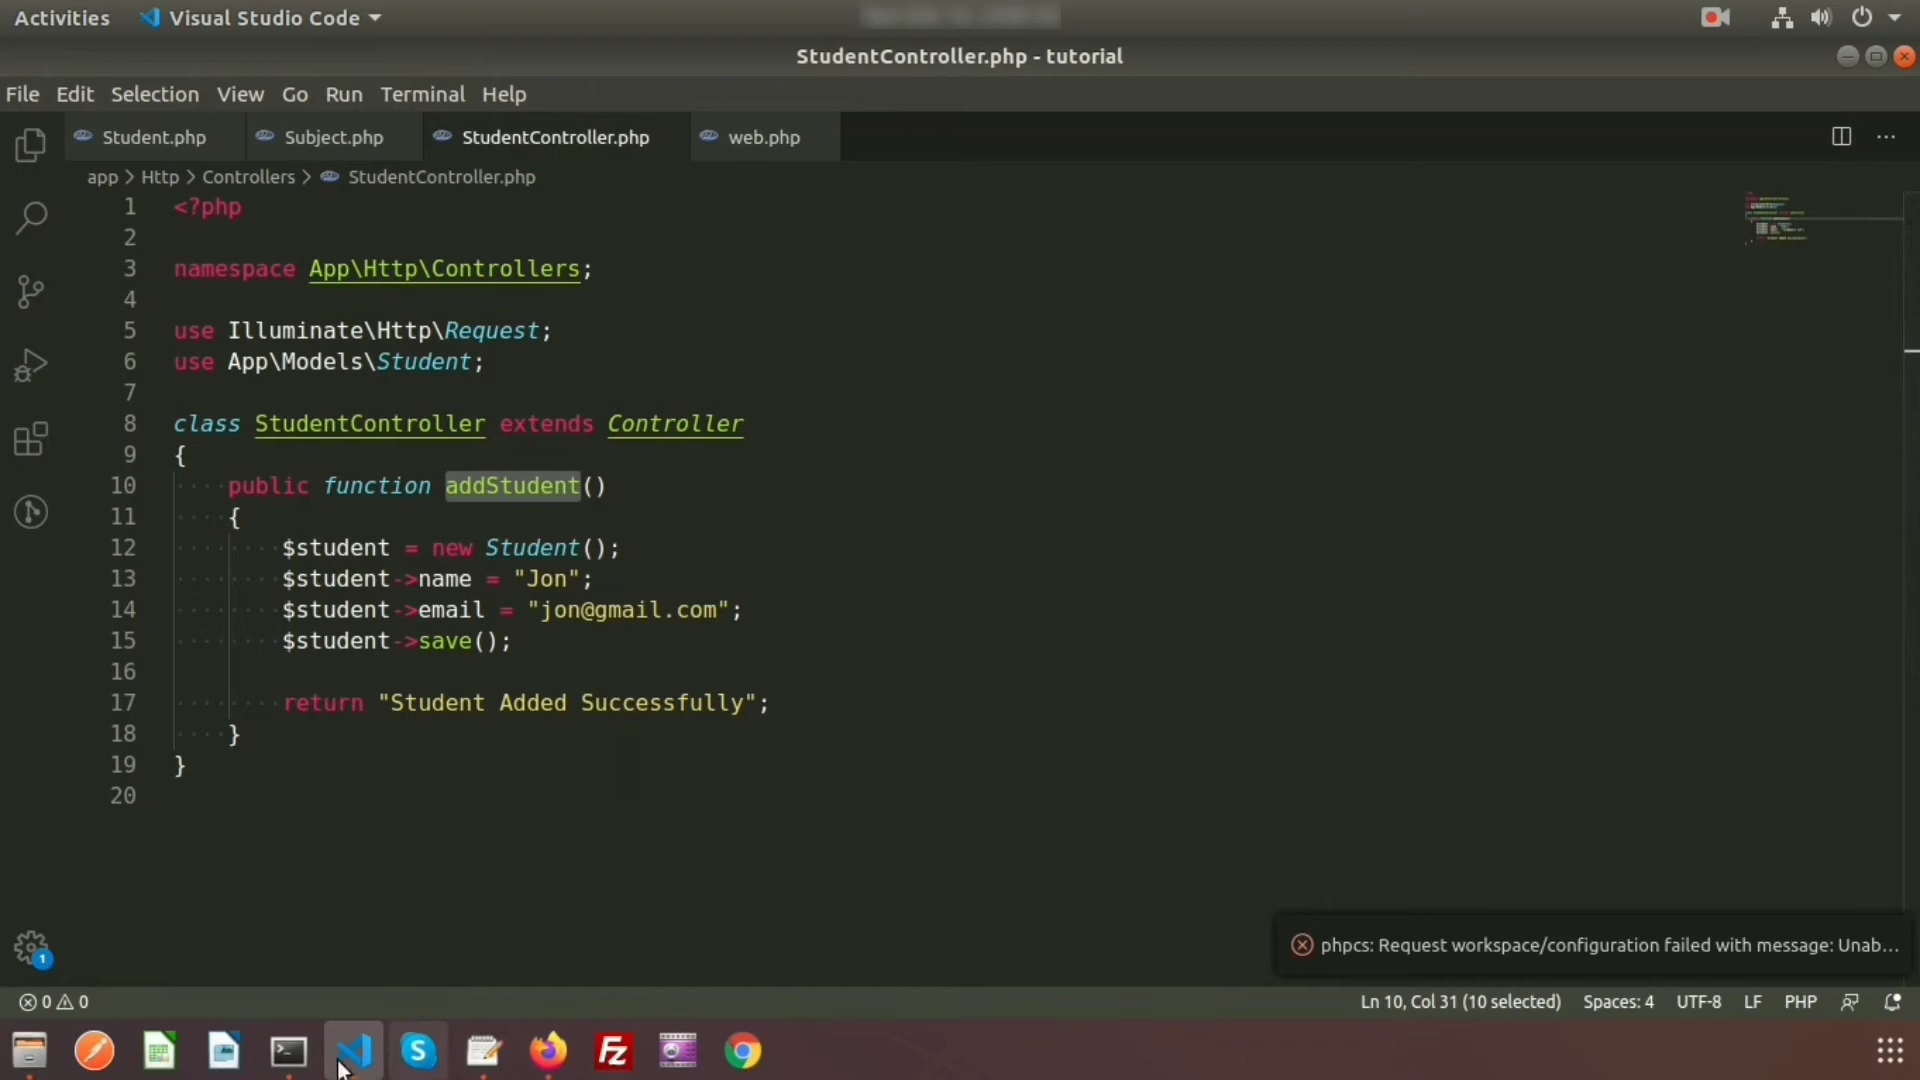 Activities Visual Studio Code
StudentController.php - tutorial
File Edit Selection View Go Run Terminal Help
Student.php Subject.php StudentController.php web.php
app > Http > Controllers > StudentController.php
1 <?php
2
3 namespace App\Http\Controllers;
4
5 use Illuminate\Http\Request;
6 use App\Models\Student;
7
8 class StudentController extends Controller
9 {
10 public function addStudent()
11 {
12 $student = new Student();
13 $student->name = "Jon";
14 $student->email = "jon@gmail.com";
15 $student->save();
16
17 return "Student Added Successfully";
18 }
19 }
20
phpcs: Request workspace/configuration failed with message: Unab...
1
0 0 Ln 10, Col 31 (10 selected) Spaces: 4 UTF-8 LF PHP
S Fz